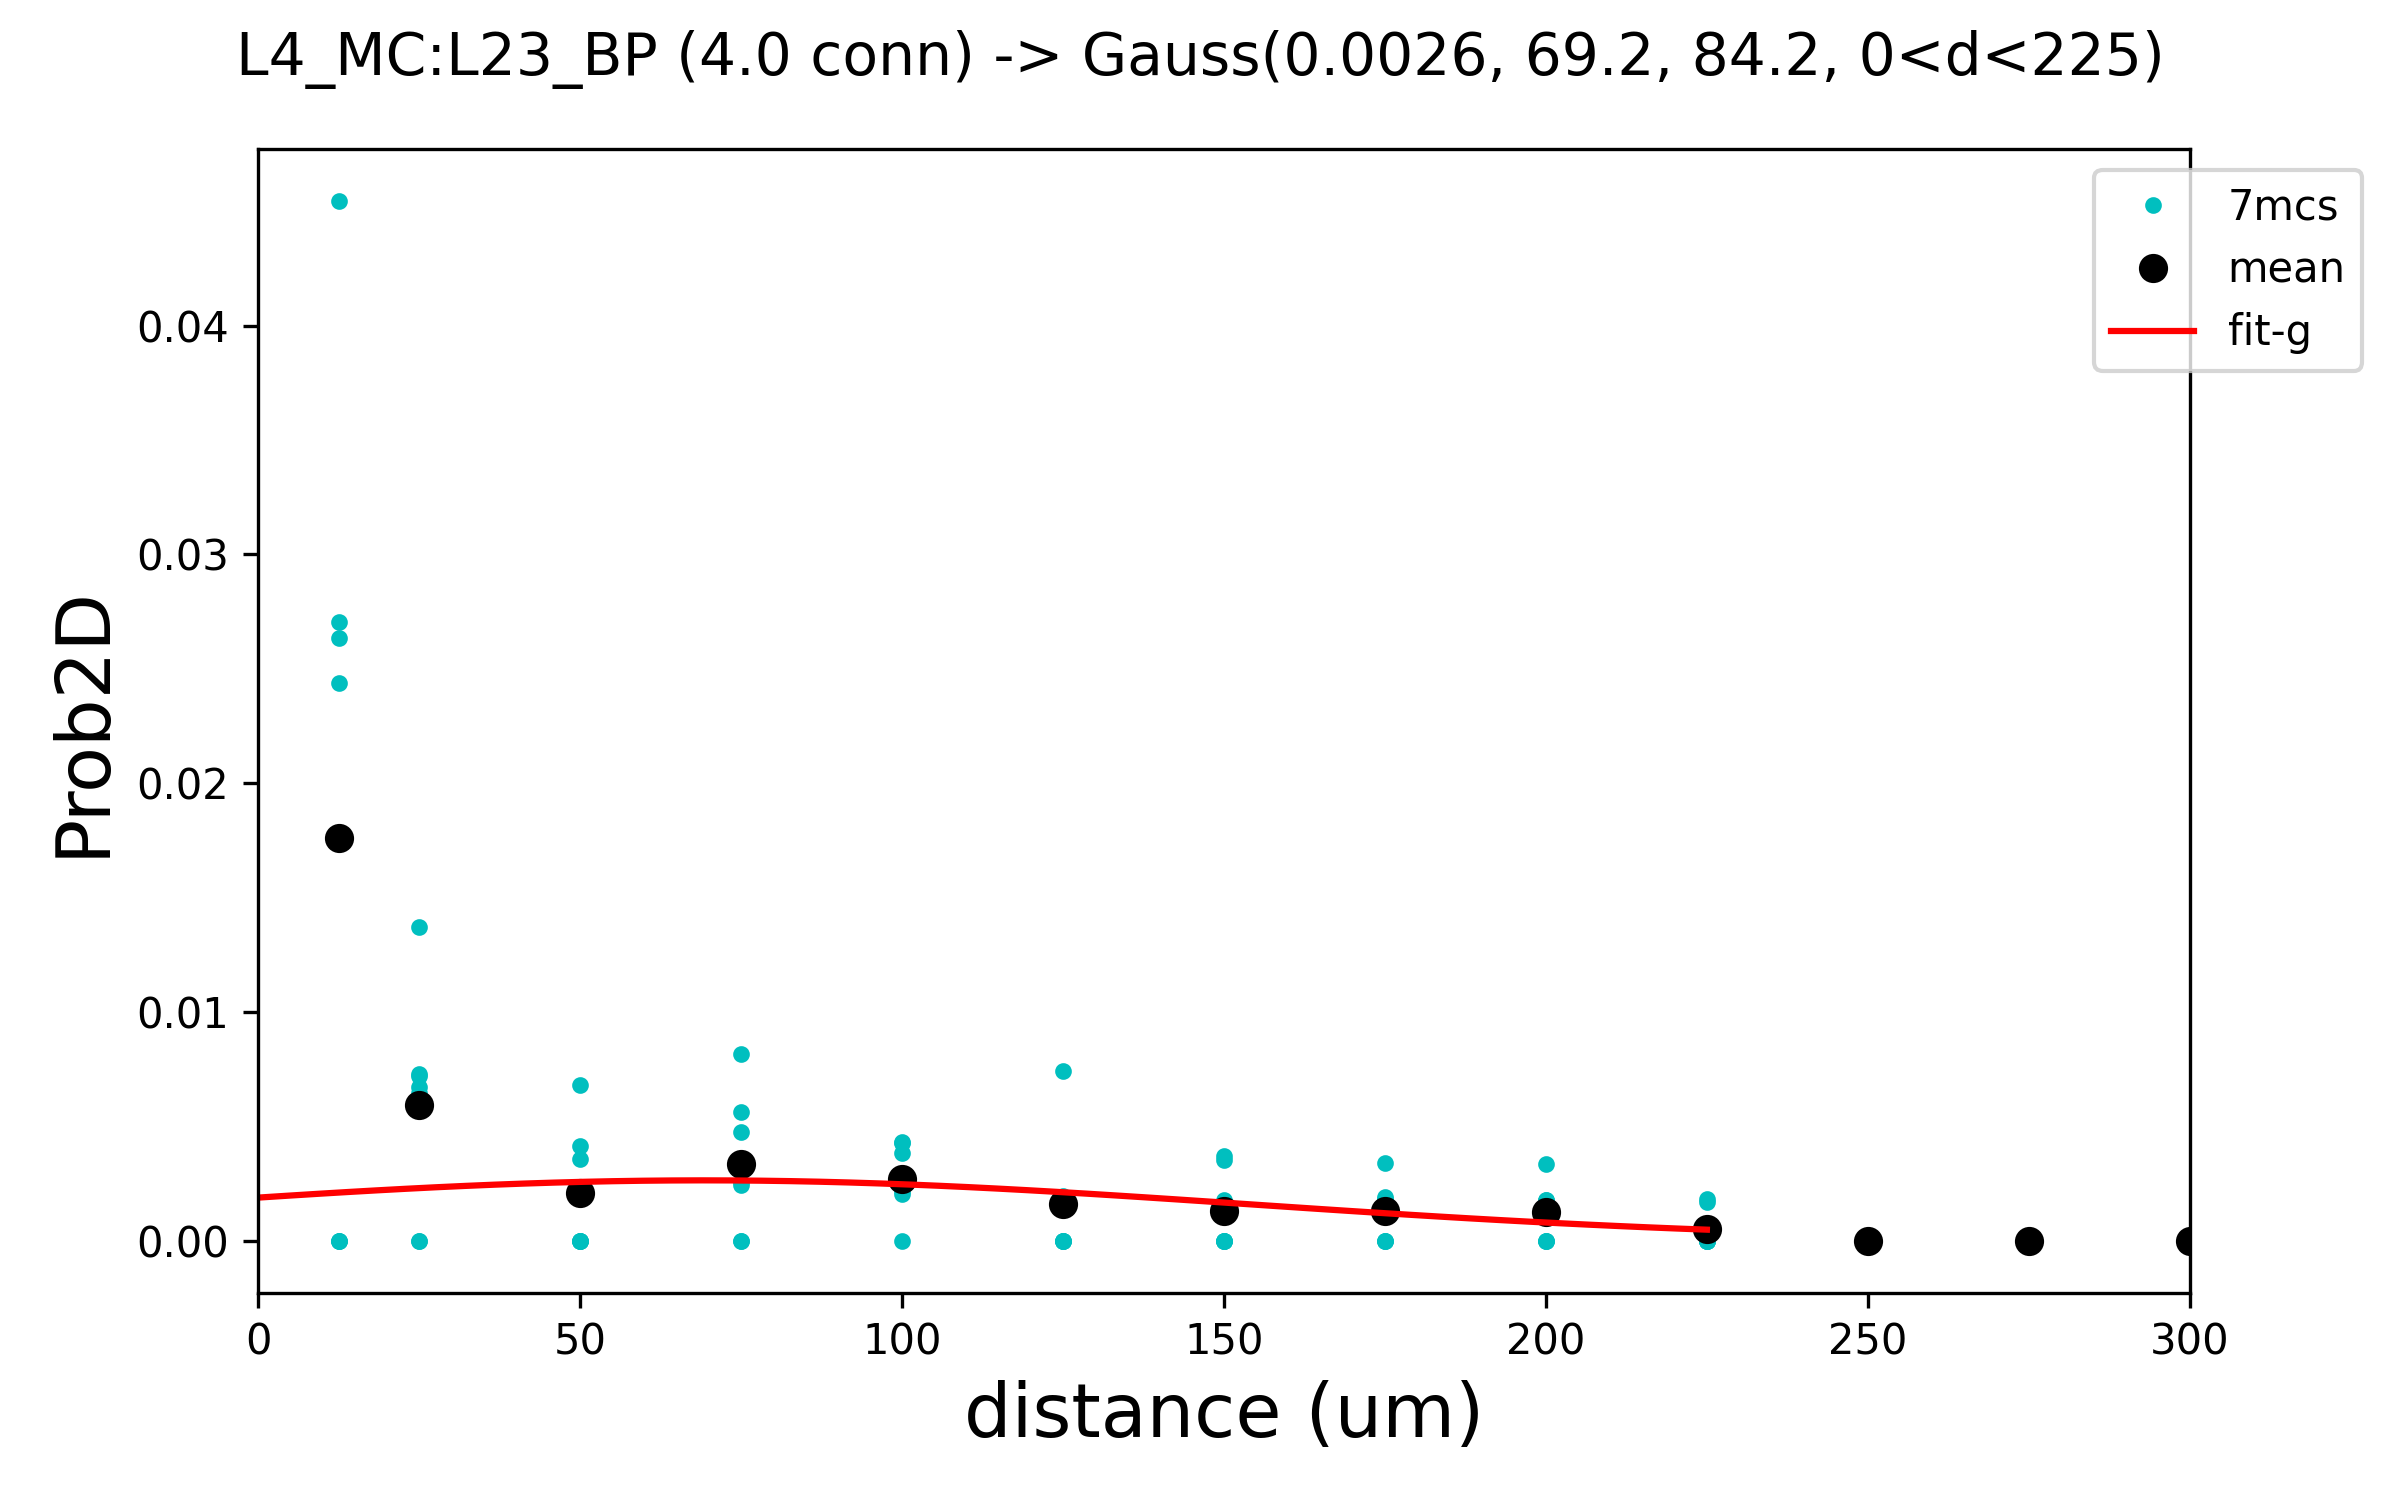 L4_MC:L23_BP (4.0 conn) -> Gauss(0.0026, 69.2, 84.2, 0<d<225)
7mcs
mean
fit-g
Prob2D
0.04
0.03
0.02
0.01
0.00
0 50 100 150 200 250 300
distance (um)